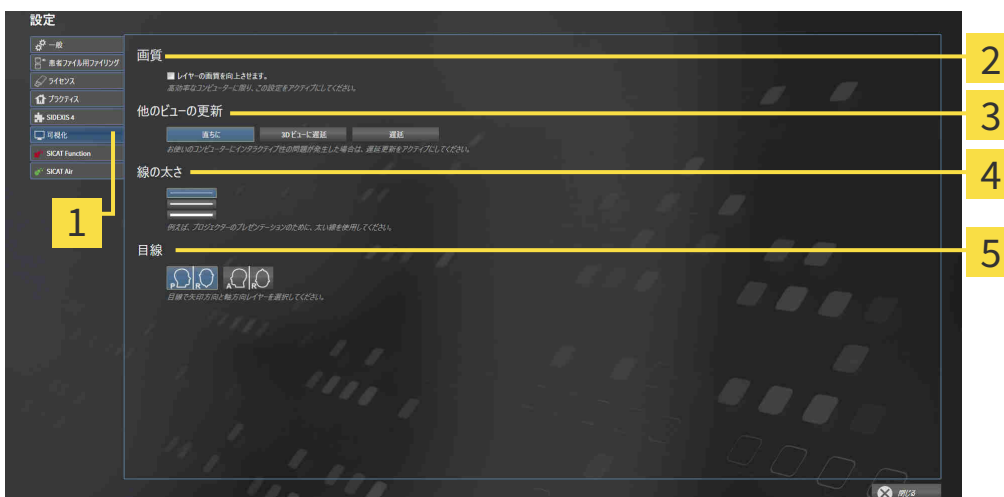 設定
一般
患者ファイル用ファイリング
ライセンス
プラクティス
SIDEXIS 4
可視化
SICAT Function
SICAT Air
画質
レイヤーの画質を向上させます。
高効率なコンピューターに限り、この設定をアクティブにしてください。
他のビューの更新
直ちに 3Dビューに遅延 遅延
お使いのコンピューターにインタラクティブ性の問題が発生した場合は、遅延更新をアクティブにしてください。
線の太さ
例えば、プロジェクターのプレゼンテーションのために、太い線を使用してください。
目線
P R A R
目線で矢印方向と軸方向レイヤーを選択してください。
閉じる
1
2
3
4
5